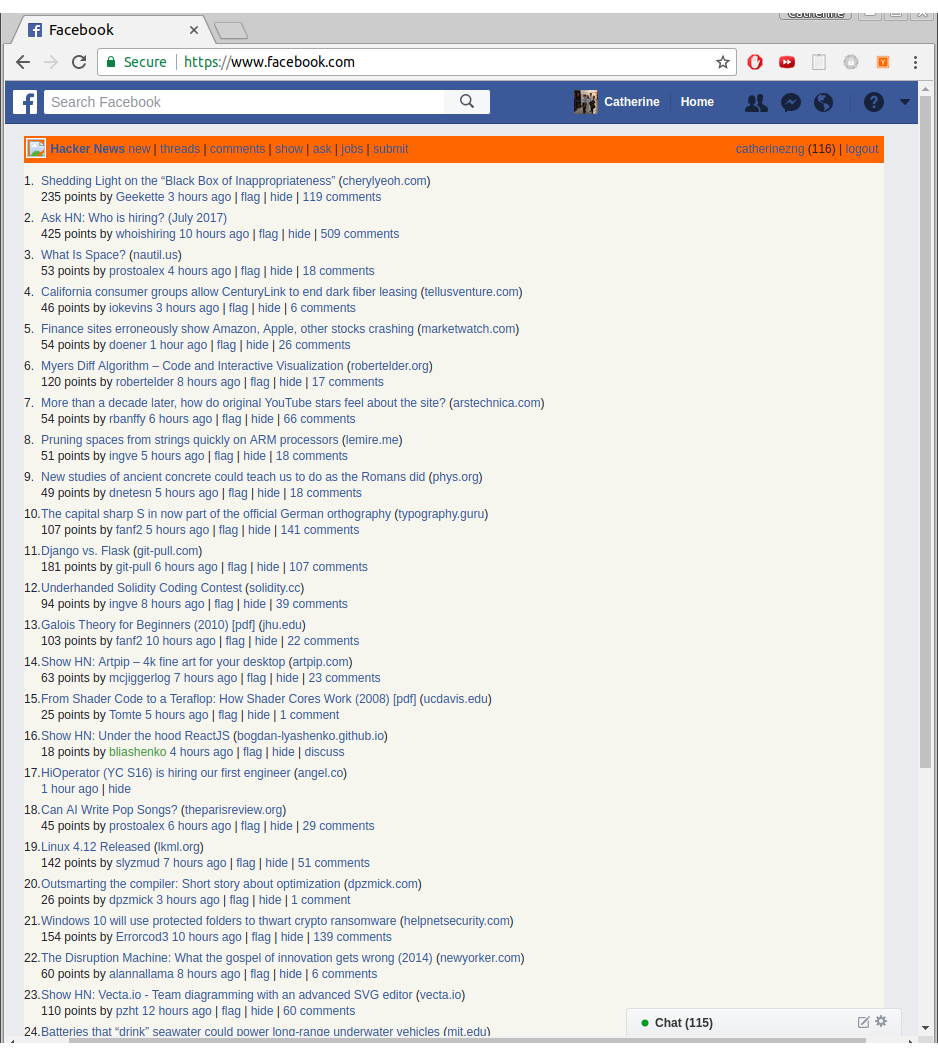 Catherine
Facebook
Secure https://www.facebook.com
Search Facebook Catherine Home
Hacker News new | threads | comments | show | ask | jobs | submit catherinezng (116) | logout
1. Shedding Light on the “Black Box of Inappropriateness” (cherylyeoh.com)
235 points by Geekette 3 hours ago | flag | hide | 119 comments
2. Ask HN: Who is hiring? (July 2017)
425 points by whoishiring 10 hours ago | flag | hide | 509 comments
3. What Is Space? (nautil.us)
53 points by prostoalex 4 hours ago | flag | hide | 18 comments
4. California consumer groups allow CenturyLink to end dark fiber leasing (tellusventure.com)
46 points by iokevins 3 hours ago | flag | hide | 6 comments
5. Finance sites erroneously show Amazon, Apple, other stocks crashing (marketwatch.com)
54 points by doener 1 hour ago | flag | hide | 26 comments
6. Myers Diff Algorithm – Code and Interactive Visualization (robertelder.org)
120 points by robertelder 8 hours ago | flag | hide | 17 comments
7. More than a decade later, how do original YouTube stars feel about the site? (arstechnica.com)
54 points by rbanffy 6 hours ago | flag | hide | 66 comments
8. Pruning spaces from strings quickly on ARM processors (lemire.me)
51 points by ingve 5 hours ago | flag | hide | 18 comments
9. New studies of ancient concrete could teach us to do as the Romans did (phys.org)
49 points by dnetesn 5 hours ago | flag | hide | 18 comments
10.The capital sharp S in now part of the official German orthography (typography.guru)
107 points by fanf2 5 hours ago | flag | hide | 141 comments
11.Django vs. Flask (git-pull.com)
181 points by git-pull 6 hours ago | flag | hide | 107 comments
12.Underhanded Solidity Coding Contest (solidity.cc)
94 points by ingve 8 hours ago | flag | hide | 39 comments
13.Galois Theory for Beginners (2010) [pdf] (jhu.edu)
103 points by fanf2 10 hours ago | flag | hide | 22 comments
14.Show HN: Artpip – 4k fine art for your desktop (artpip.com)
63 points by mcjiggerlog 7 hours ago | flag | hide | 23 comments
15.From Shader Code to a Teraflop: How Shader Cores Work (2008) [pdf] (ucdavis.edu)
25 points by Tomte 5 hours ago | flag | hide | 1 comment
16.Show HN: Under the hood ReactJS (bogdan-lyashenko.github.io)
18 points by bliashenko 4 hours ago | flag | hide | discuss
17.HiOperator (YC S16) is hiring our first engineer (angel.co)
1 hour ago | hide
18.Can AI Write Pop Songs? (theparisreview.org)
45 points by prostoalex 6 hours ago | flag | hide | 29 comments
19.Linux 4.12 Released (lkml.org)
142 points by slyzmud 7 hours ago | flag | hide | 51 comments
20.Outsmarting the compiler: Short story about optimization (dpzmick.com)
26 points by dpzmick 3 hours ago | flag | hide | 1 comment
21.Windows 10 will use protected folders to thwart crypto ransomware (helpnetsecurity.com)
154 points by Errorcd3 10 hours ago | flag | hide | 139 comments
22.The Disruption Machine: What the gospel of innovation gets wrong (2014) (newyorker.com)
60 points by alannallama 8 hours ago | flag | hide | 6 comments
23.Show HN: Vecta.io - Team diagramming with an advanced SVG editor (vecta.io)
110 points by pzht 12 hours ago | flag | hide | 60 comments
24.Batteries that “drink” seawater could power long-range underwater vehicles (mit.edu)
Chat (115)